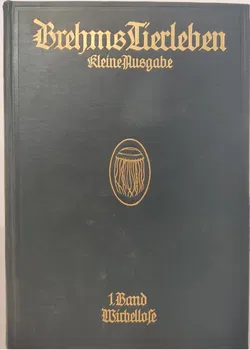 Brehms Tierleben
Kleine Ausgabe
1. Band
Wirbellose